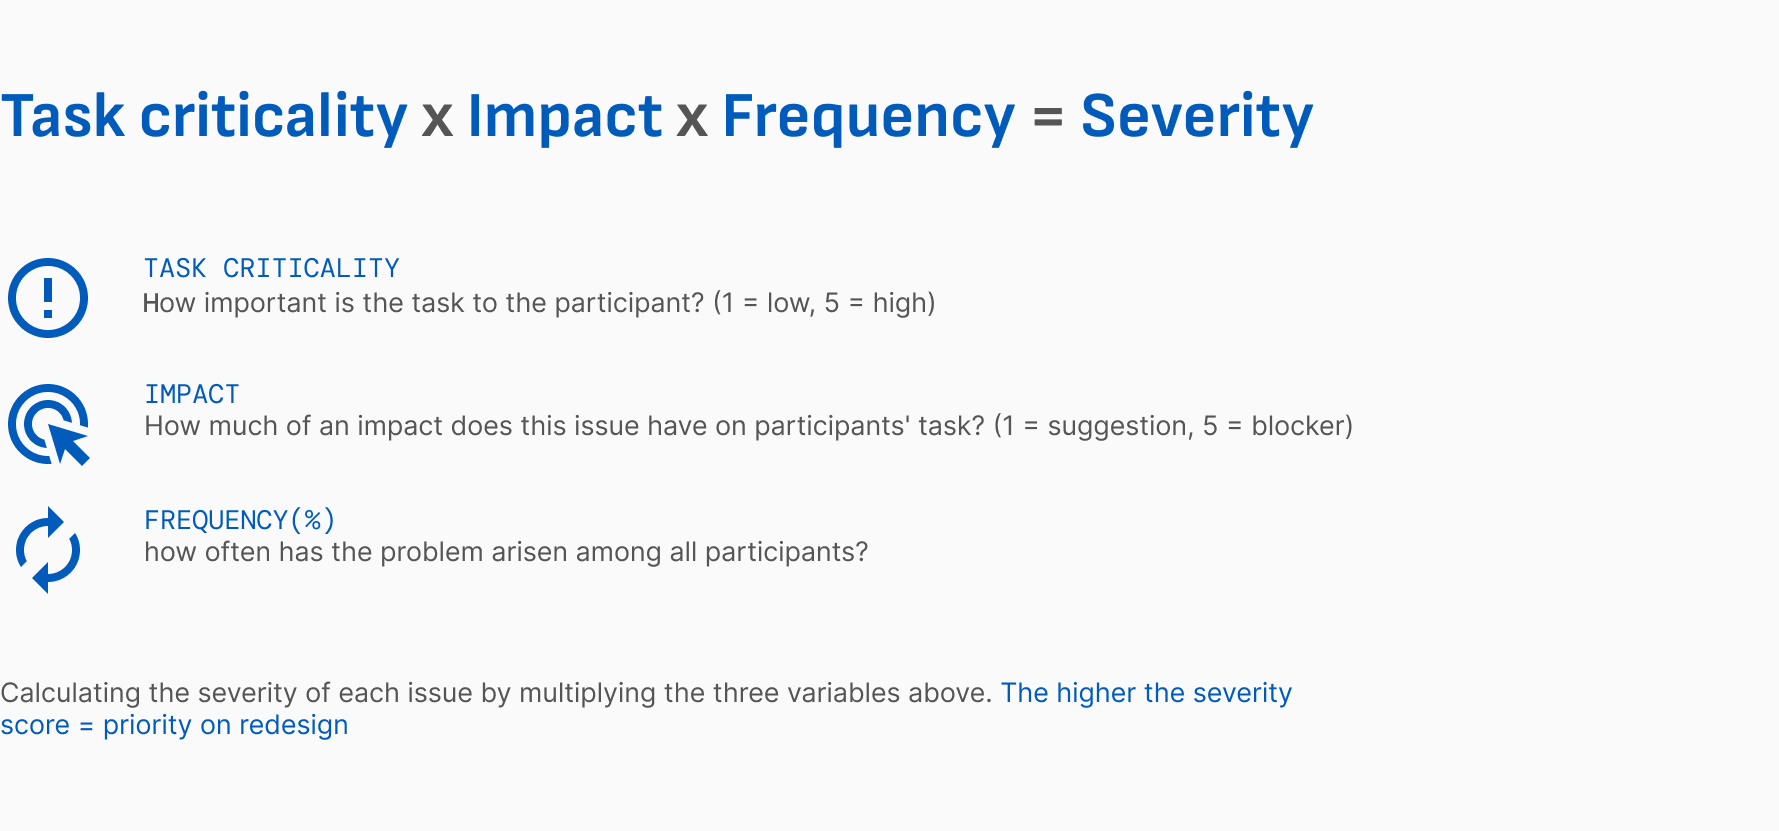 Task criticality x Impact x Frequency = Severity
TASK CRITICALITY
How important is the task to the participant? (1 = low, 5 = high)
IMPACT
How much of an impact does this issue have on participants' task? (1 = suggestion, 5 = blocker)
FREQUENCY(%)
how often has the problem arisen among all participants?
Calculating the severity of each issue by multiplying the three variables above. The higher the severity
score = priority on redesign